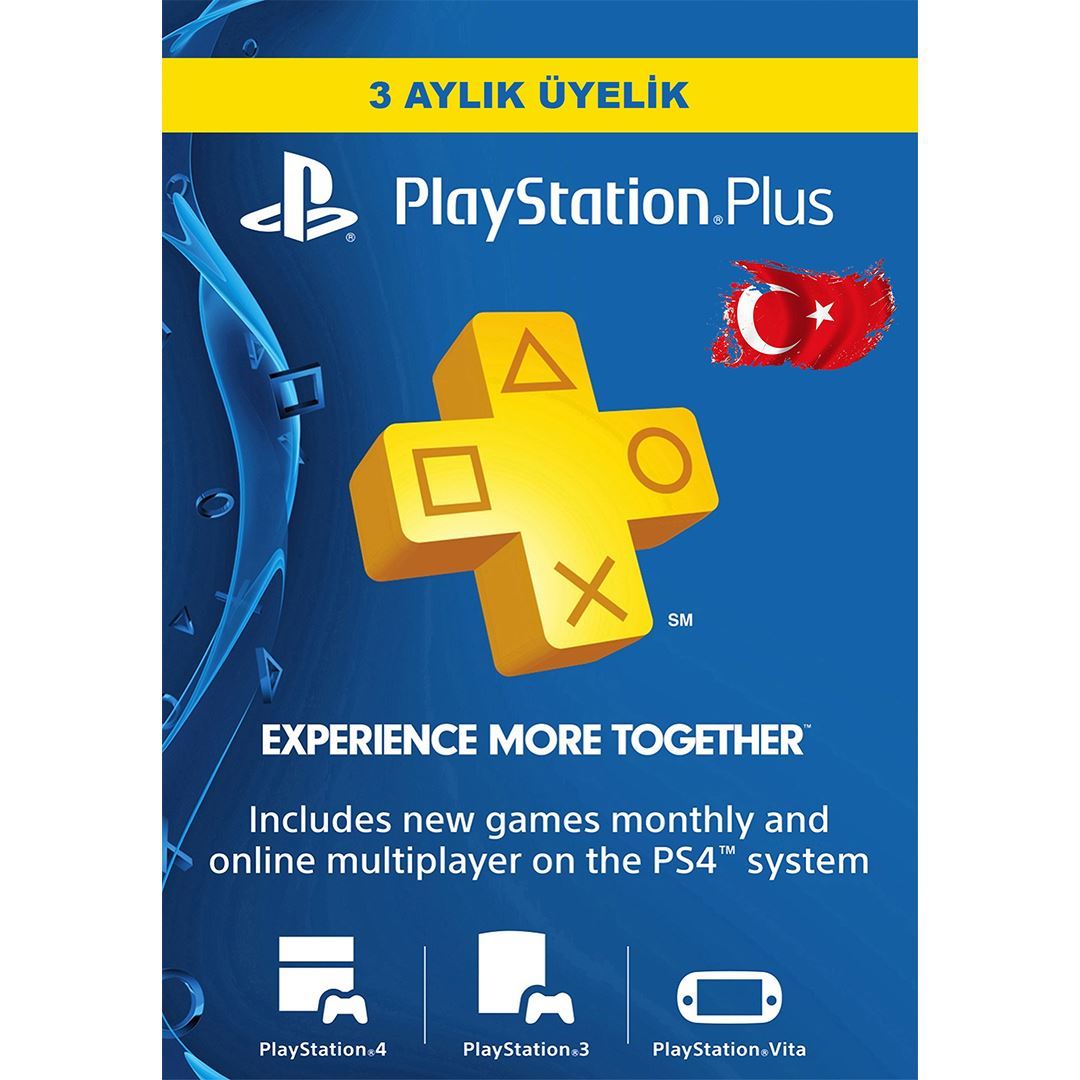 3 AYLIK ÜYELİK
PlayStation®Plus
®
SM
EXPERIENCE MORE TOGETHER™
Includes new games monthly and
online multiplayer on the PS4™ system
PlayStation®4
PlayStation®3
PlayStation®Vita